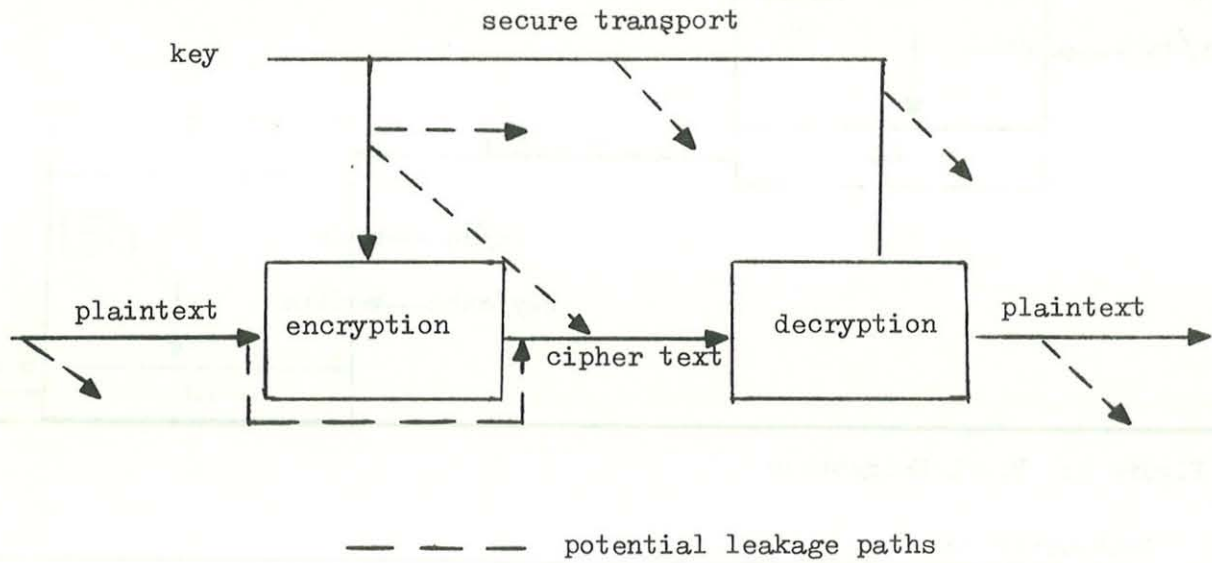 secure transport
key
plaintext
encryption
cipher text
decryption
plaintext
potential leakage paths